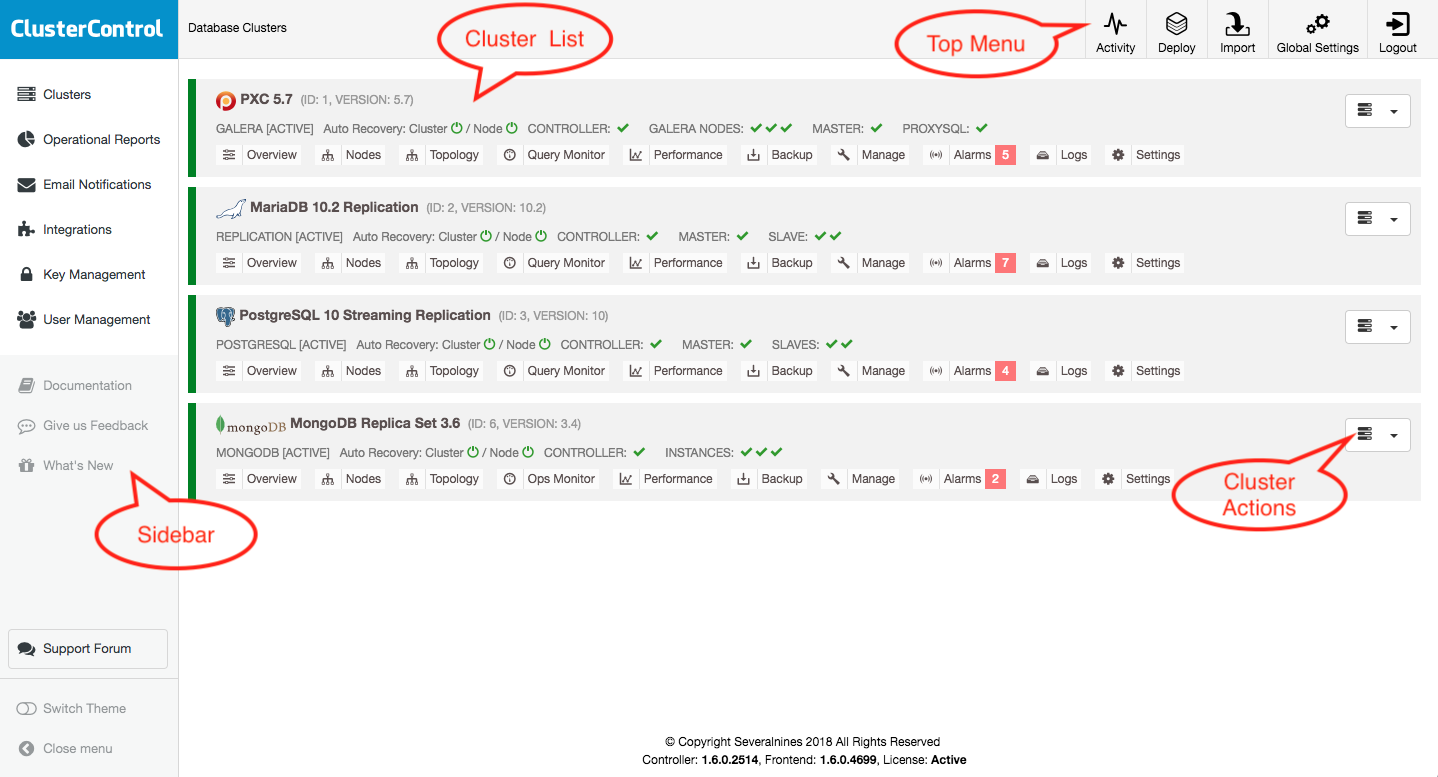 ClusterControl
Database Clusters
Cluster List
Top Menu
Activity
Deploy
Import
Global Settings
Logout
Clusters
Operational Reports
Email Notifications
Integrations
Key Management
User Management
Documentation
Give us Feedback
What's New
Sidebar
Support Forum
Switch Theme
Close menu
PXC 5.7 (ID: 1, VERSION: 5.7)
GALERA [ACTIVE] Auto Recovery: Cluster / Node CONTROLLER: GALERA NODES: MASTER: PROXYSQL:
Overview Nodes Topology Query Monitor Performance Backup Manage Alarms 5 Logs Settings
MariaDB 10.2 Replication (ID: 2, VERSION: 10.2)
REPLICATION [ACTIVE] Auto Recovery: Cluster / Node CONTROLLER: MASTER: SLAVE:
Overview Nodes Topology Query Monitor Performance Backup Manage Alarms 7 Logs Settings
PostgreSQL 10 Streaming Replication (ID: 3, VERSION: 10)
POSTGRESQL [ACTIVE] Auto Recovery: Cluster / Node CONTROLLER: MASTER: SLAVES:
Overview Nodes Topology Query Monitor Performance Backup Manage Alarms 4 Logs Settings
mongoDB MongoDB Replica Set 3.6 (ID: 6, VERSION: 3.4)
MONGODB [ACTIVE] Auto Recovery: Cluster / Node CONTROLLER: INSTANCES:
Overview Nodes Topology Ops Monitor Performance Backup Manage Alarms 2 Logs Settings
Cluster
Actions
© Copyright Severalnines 2018 All Rights Reserved
Controller: 1.6.0.2514, Frontend: 1.6.0.4699, License: Active